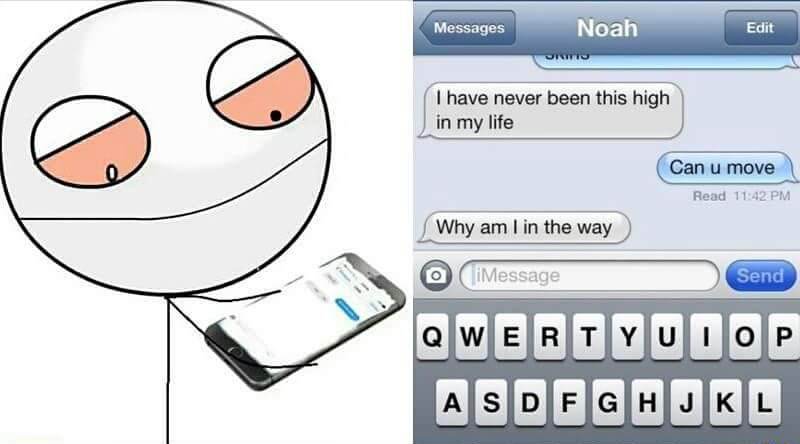 Messages
Noah
Edit
I have never been this high
in my life
Can u move
Read 11:42 PM
Why am I in the way
iMessage
Send
Q W E R T Y U I O P
A S D F G H J K L